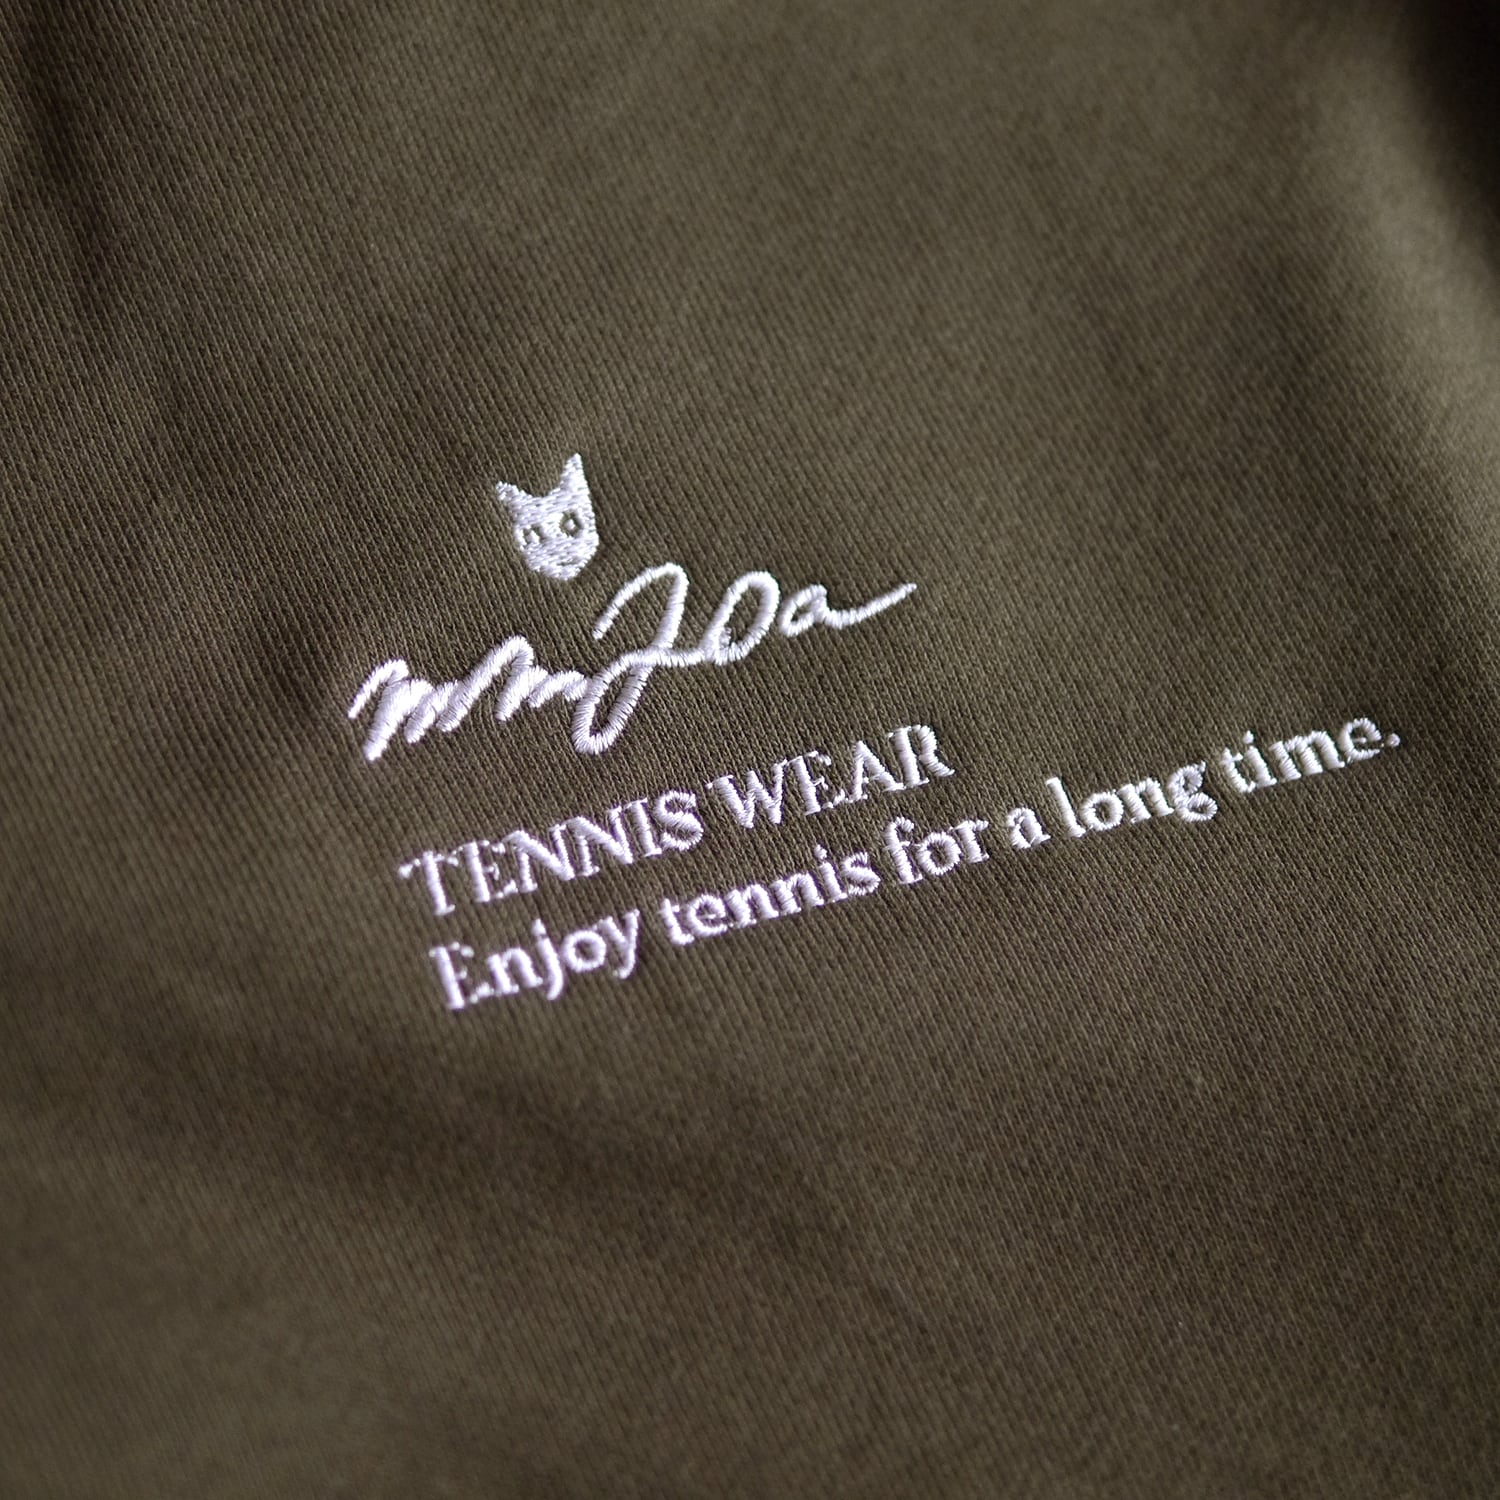 TENNIS WEAR
Enjoy tennis for a long time.